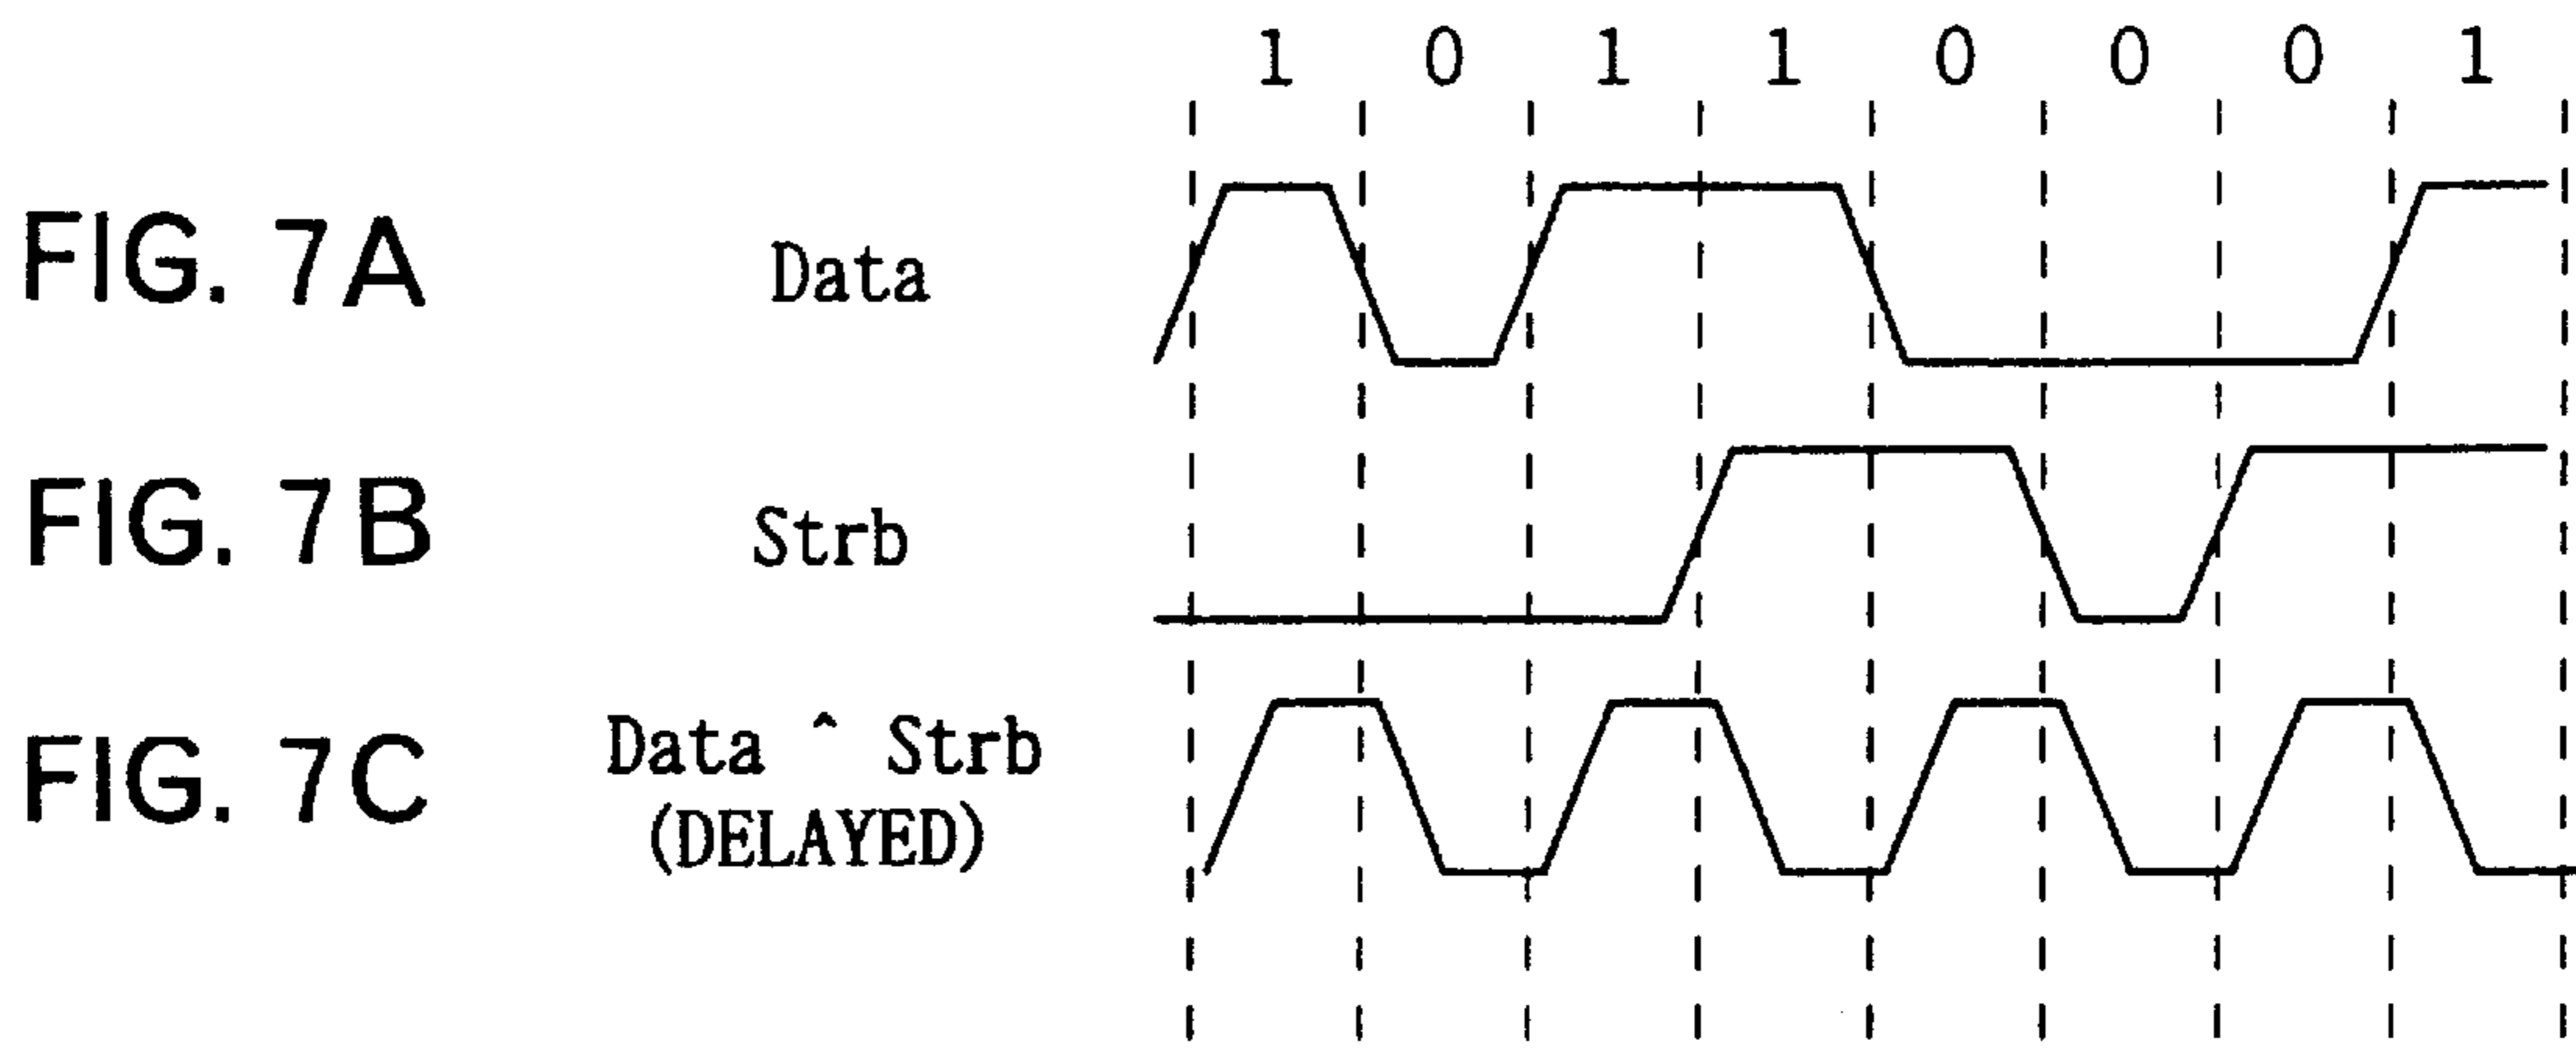 1 0 1 1 0 0 0 1
FIG. 7A Data
FIG. 7B Strb
FIG. 7C Data ^ Strb
(DELAYED)